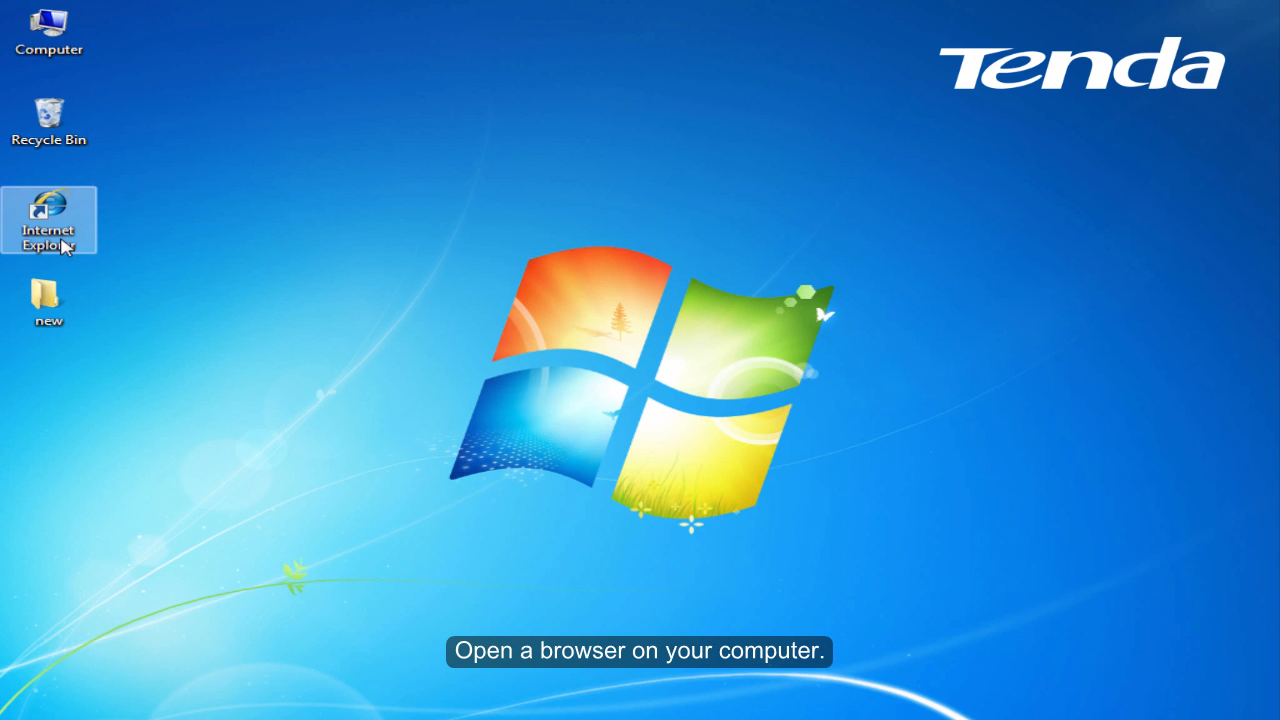 Computer
Tenda
Recycle Bin
Internet
Explorer
new
Open a browser on your computer.